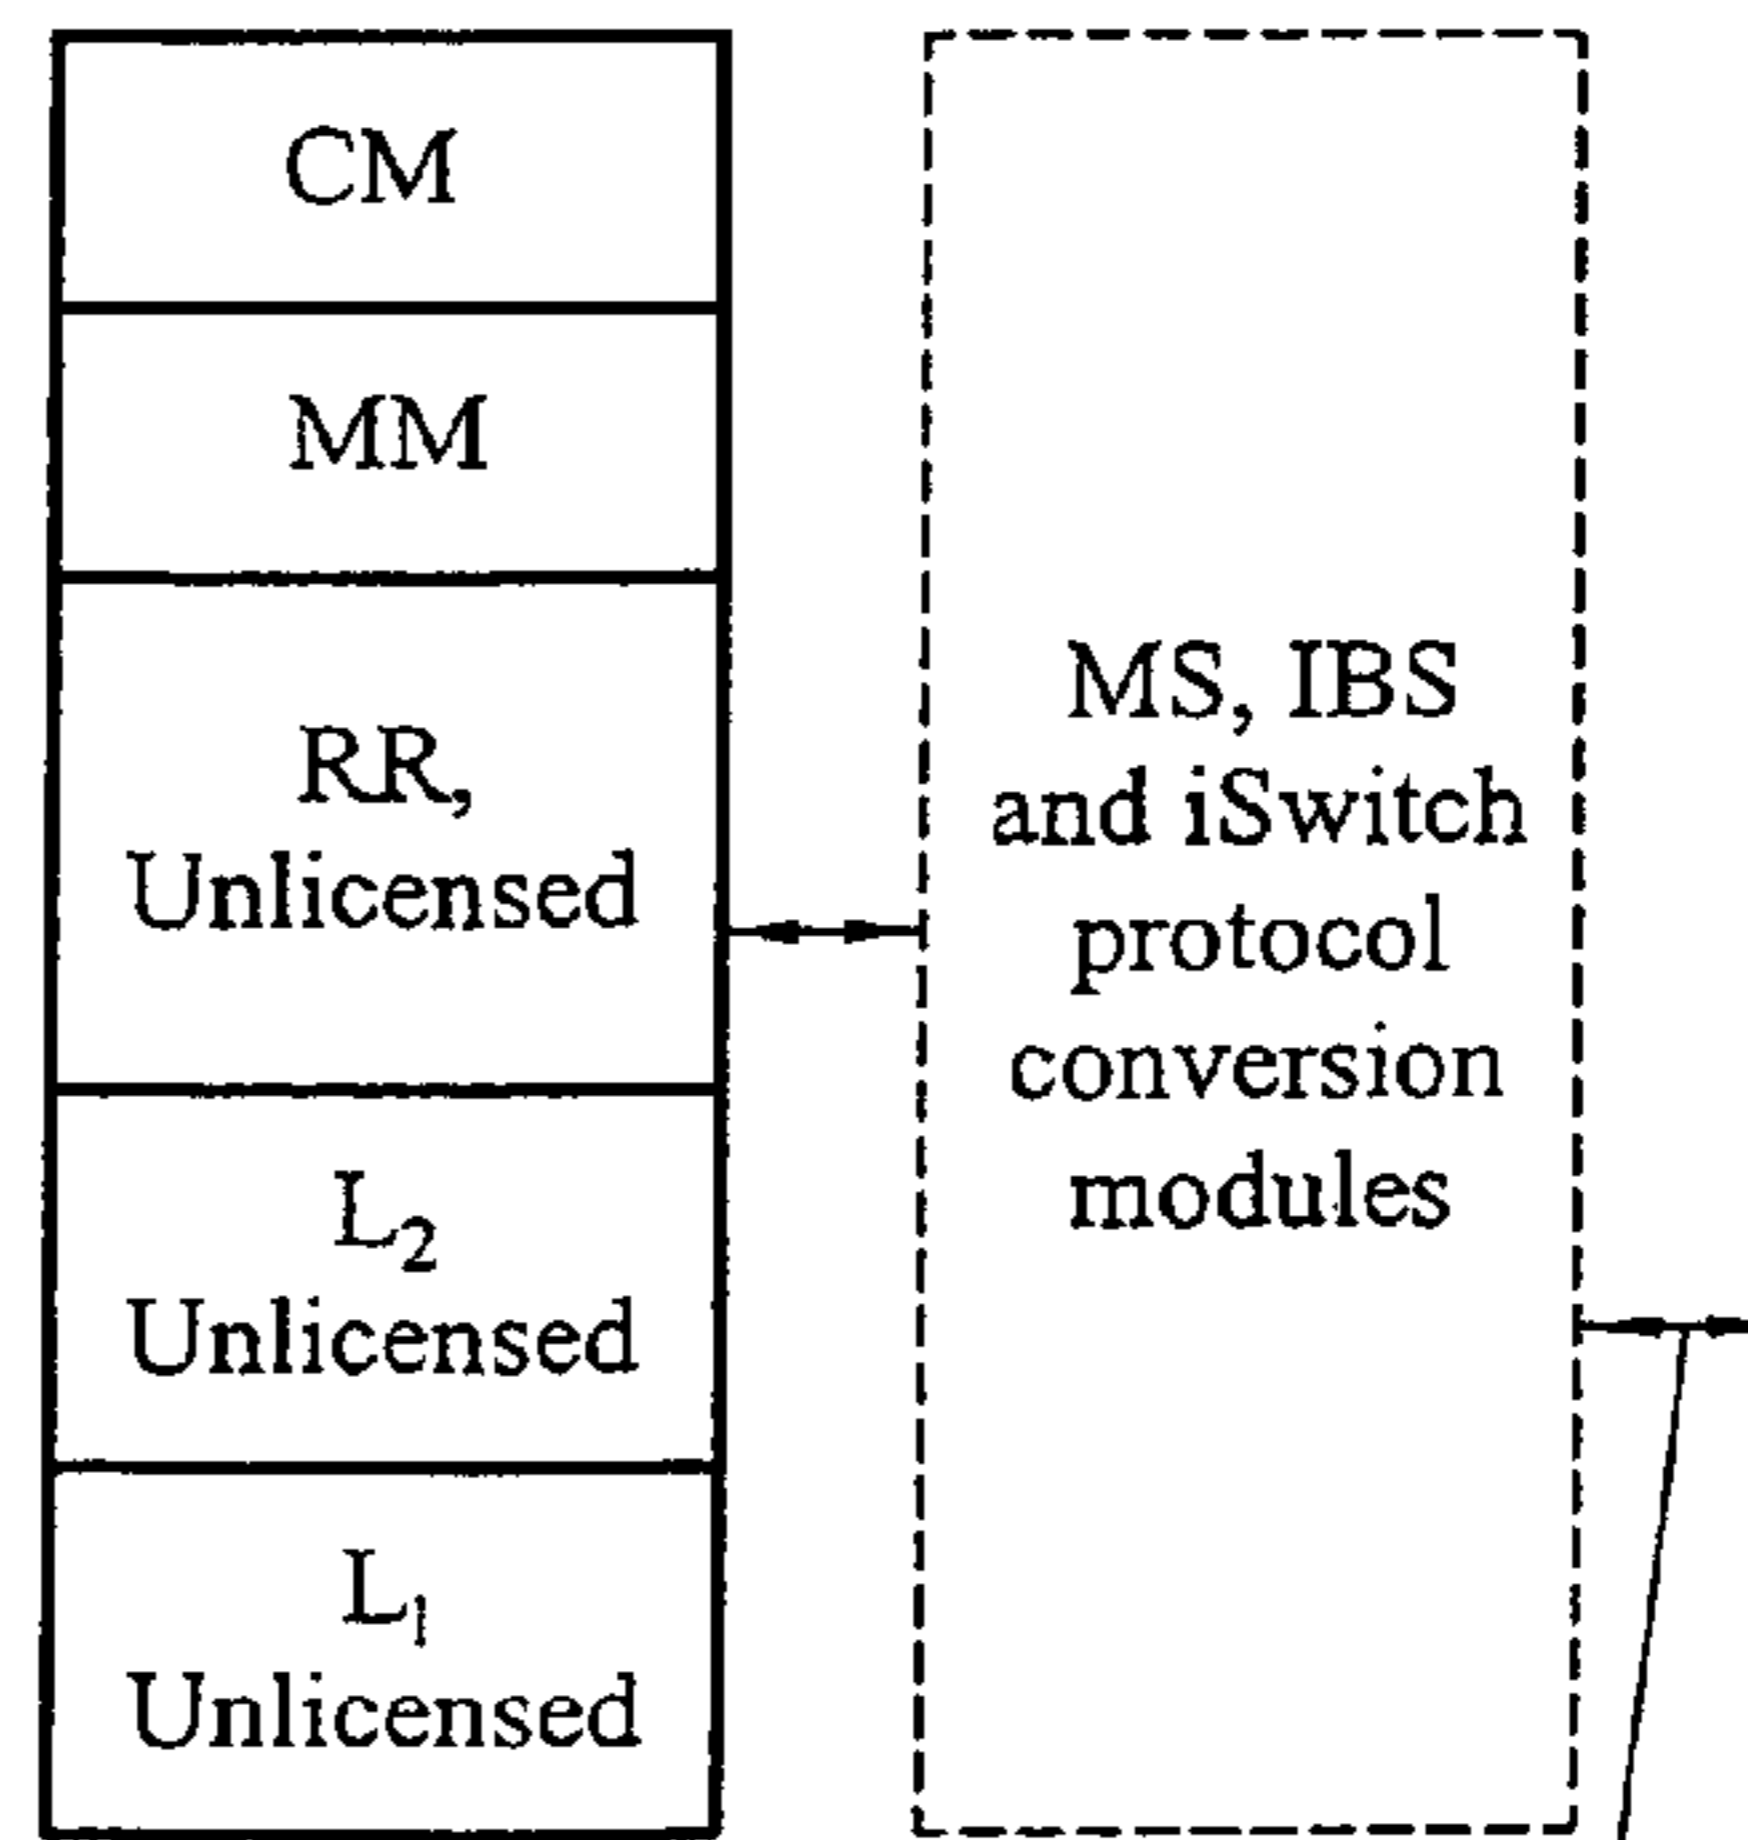 CM
MM
RR,
Unlicensed
L₂
Unlicensed
L₁
Unlicensed
MS, IBS
and iSwitch
protocol
conversion
modules